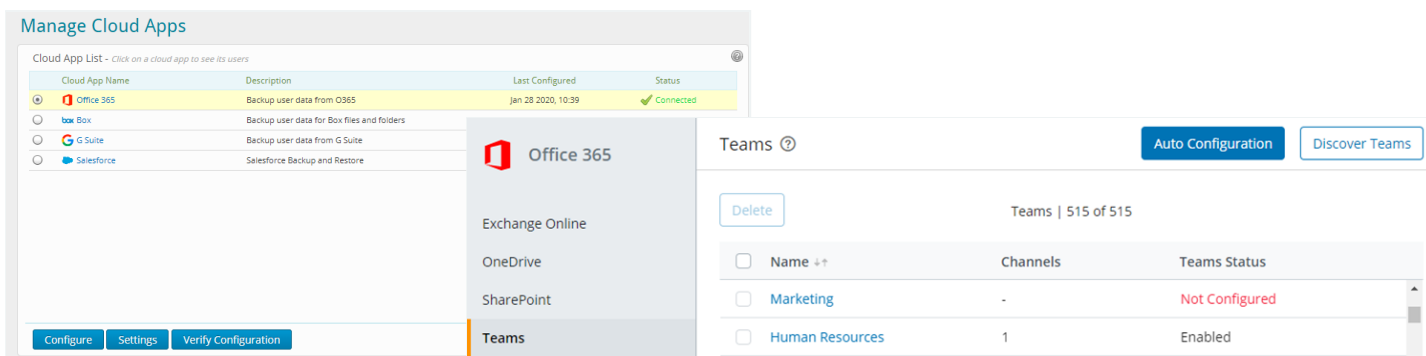 Manage Cloud Apps
Cloud App List - Click on a cloud app to see its users
Cloud App Name Description Last Configured Status
Office 365 Backup user data from O365 Jan 28 2020, 10:39 Connected
box Box Backup user data for Box files and folders
G Suite Backup user data from G Suite
Salesforce Salesforce Backup and Restore
Configure Settings Verify Configuration
Office 365
Exchange Online
OneDrive
SharePoint
Teams
Teams ? Auto Configuration Discover Teams
Delete Teams | 515 of 515
Name Channels Teams Status
Marketing - Not Configured
Human Resources 1 Enabled